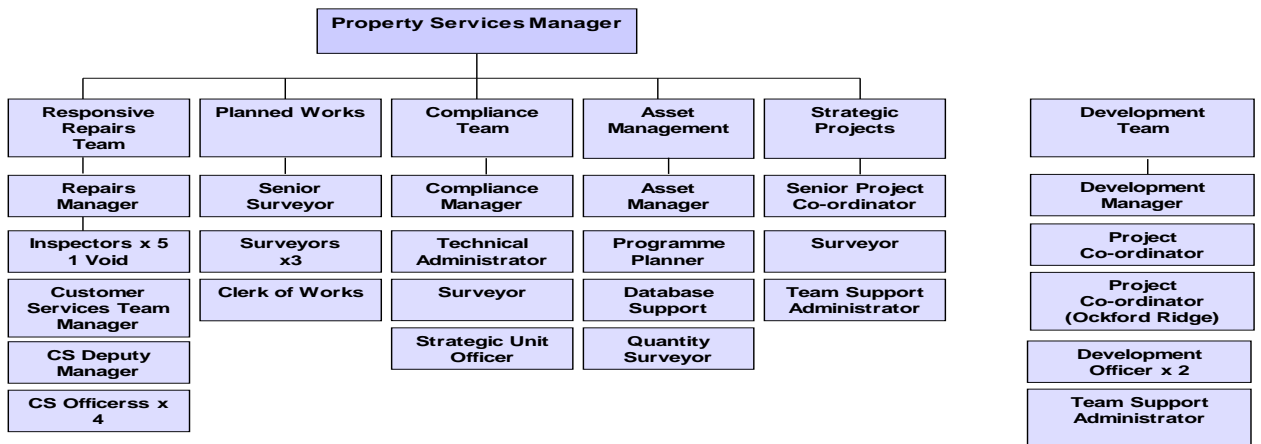 Property Services Manager
Responsive
Repairs
Team
Repairs
Manager
Inspectors x 5
1 Void
Customer
Services Team
Manager
CS Deputy
Manager
CS Officerss x
4
Planned Works
Senior
Surveyor
Surveyors
x3
Clerk of Works
Compliance
Team
Compliance
Manager
Technical
Administrator
Surveyor
Strategic Unit
Officer
Asset
Management
Asset
Manager
Programme
Planner
Database
Support
Quantity
Surveyor
Strategic
Projects
Senior Project
Co-ordinator
Surveyor
Team Support
Administrator
Development
Team
Development
Manager
Project
Co-ordinator
Project
Co-ordinator
(Ockford Ridge)
Development
Officer x 2
Team Support
Administrator